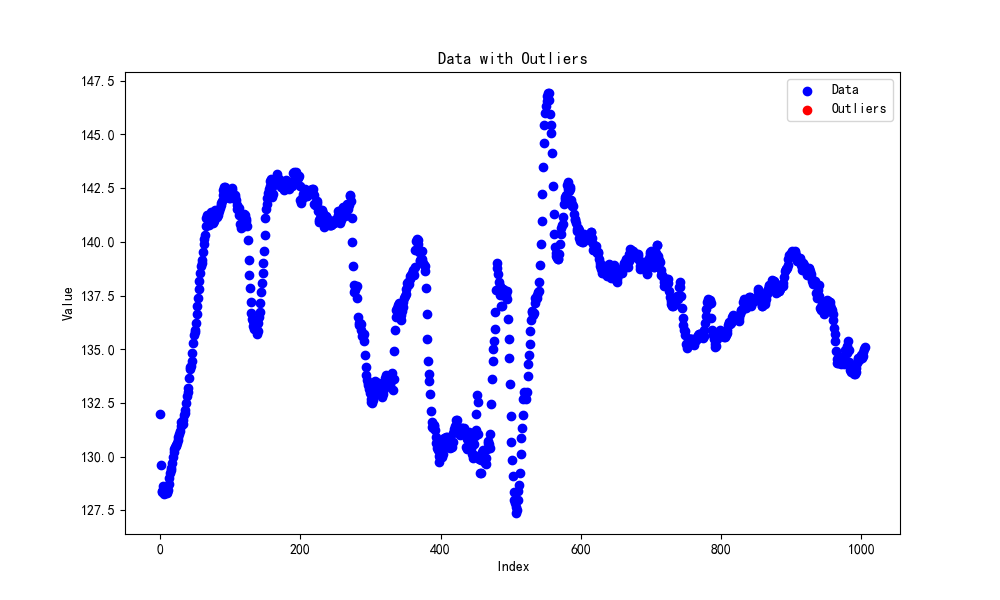 Data with Outliers
147.5
145.0
142.5
140.0
137.5
135.0
132.5
130.0
127.5
Value
Data
Outliers
0 200 400 600 800 1000
Index